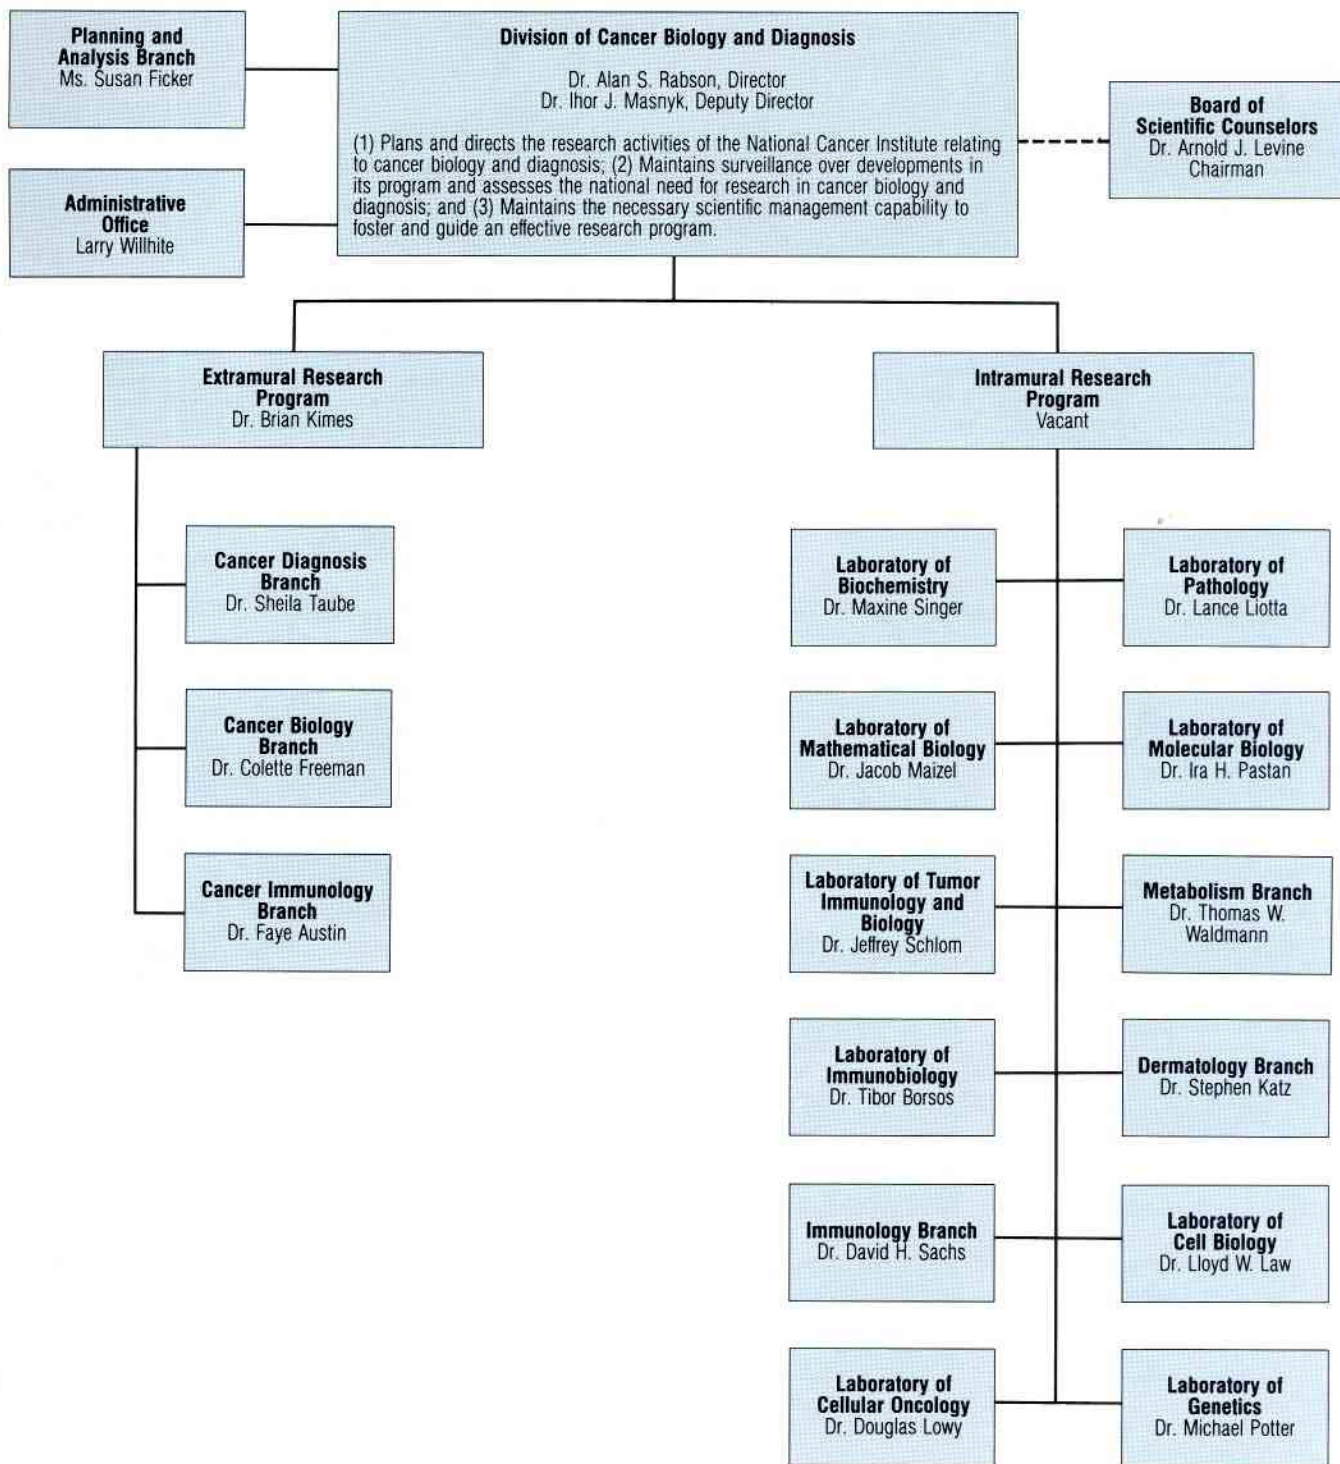 Planning and
Analysis Branch
Ms. Susan Ficker
Division of Cancer Biology and Diagnosis
Dr. Alan S. Rabson, Director
Dr. Ihor J. Masnyk, Deputy Director
(1) Plans and directs the research activities of the National Cancer Institute relating
to cancer biology and diagnosis; (2) Maintains surveillance over developments in
its program and assesses the national need for research in cancer biology and
diagnosis; and (3) Maintains the necessary scientific management capability to
foster and guide an effective research program.
Board of
Scientific Counselors
Dr. Arnold J. Levine
Chairman
Administrative
Office
Larry Willhite
Extramural Research
Program
Dr. Brian Kimes
Cancer Diagnosis
Branch
Dr. Sheila Taube
Cancer Biology
Branch
Dr. Colette Freeman
Cancer Immunology
Branch
Dr. Faye Austin
Intramural Research
Program
Vacant
Laboratory of
Biochemistry
Dr. Maxine Singer
Laboratory of
Pathology
Dr. Lance Liotta
Laboratory of
Mathematical Biology
Dr. Jacob Maizel
Laboratory of
Molecular Biology
Dr. Ira H. Pastan
Laboratory of Tumor
Immunology and
Biology
Dr. Jeffrey Schlom
Metabolism Branch
Dr. Thomas W.
Waldmann
Laboratory of
Immunobiology
Dr. Tibor Borsos
Dermatology Branch
Dr. Stephen Katz
Immunology Branch
Dr. David H. Sachs
Laboratory of
Cell Biology
Dr. Lloyd W. Law
Laboratory of
Cellular Oncology
Dr. Douglas Lowy
Laboratory of
Genetics
Dr. Michael Potter